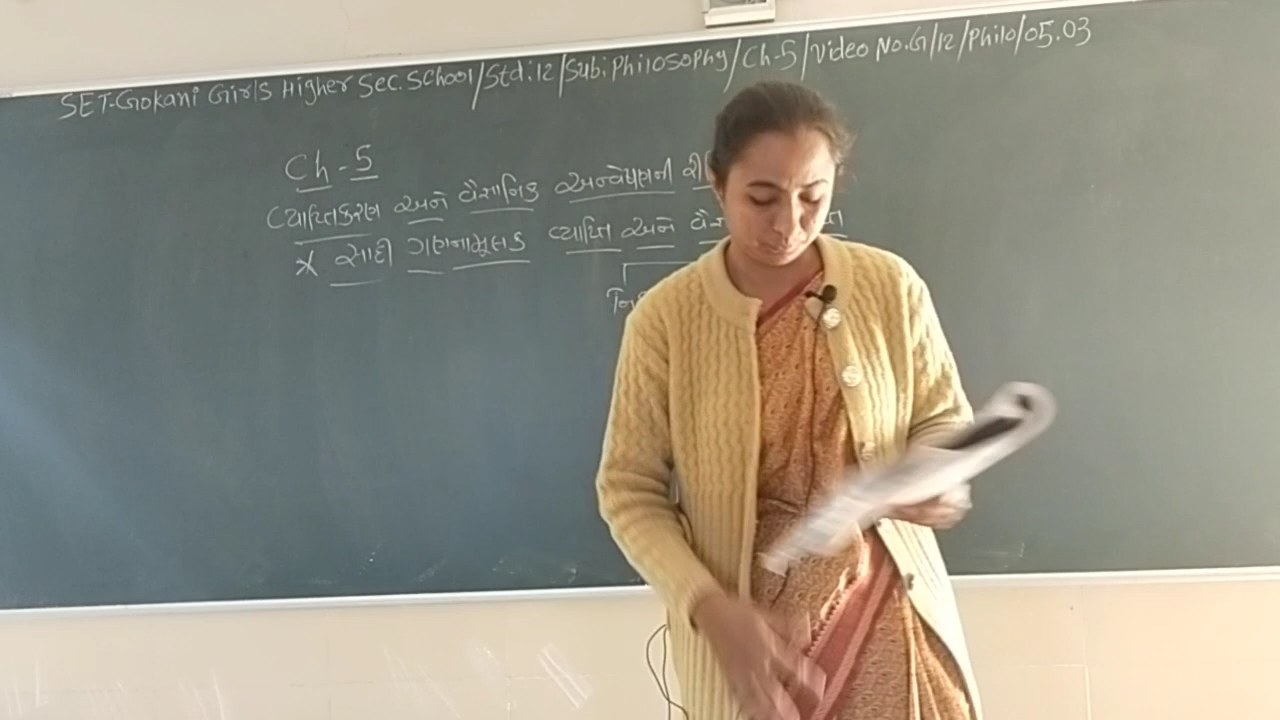 SET-Gokani Girls Higher Sec. School/Std:12/Sub:Philosophy/Ch-5/Video No.G/12/Philo/05.03
Ch-5
વ્યાપ્તિકરણ અને વૈજ્ઞાનિક અન્વેષણની
* સાદી ગણનામૂલક વ્યાપ્તિ અને